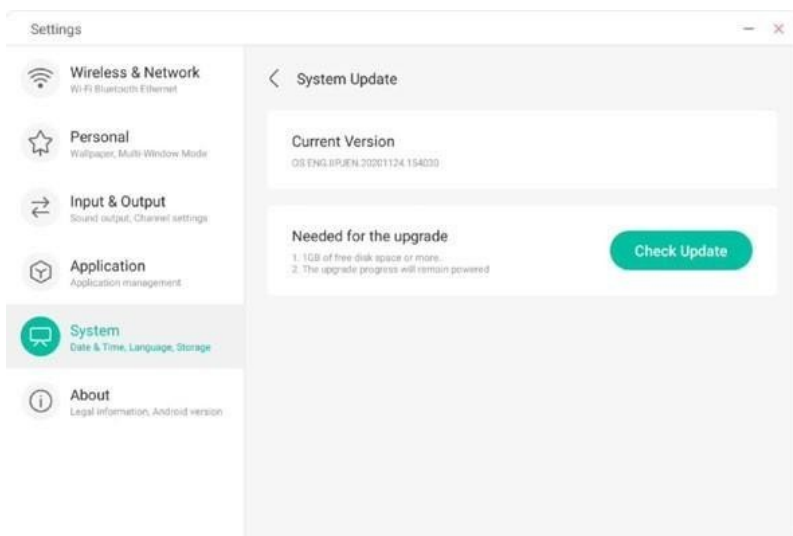 Settings
Wireless & Network
Wi-Fi Bluetooth Ethernet
Personal
Wallpaper, Multi-Window Mode
Input & Output
Sound output, Channel settings
Application
Application management
System
Date & Time, Language, Storage
About
Legal information, Android version
System Update
Current Version
Needed for the upgrade
1. 1GB of free disk space or more.
2. The upgrade progress will remain powered
Check Update